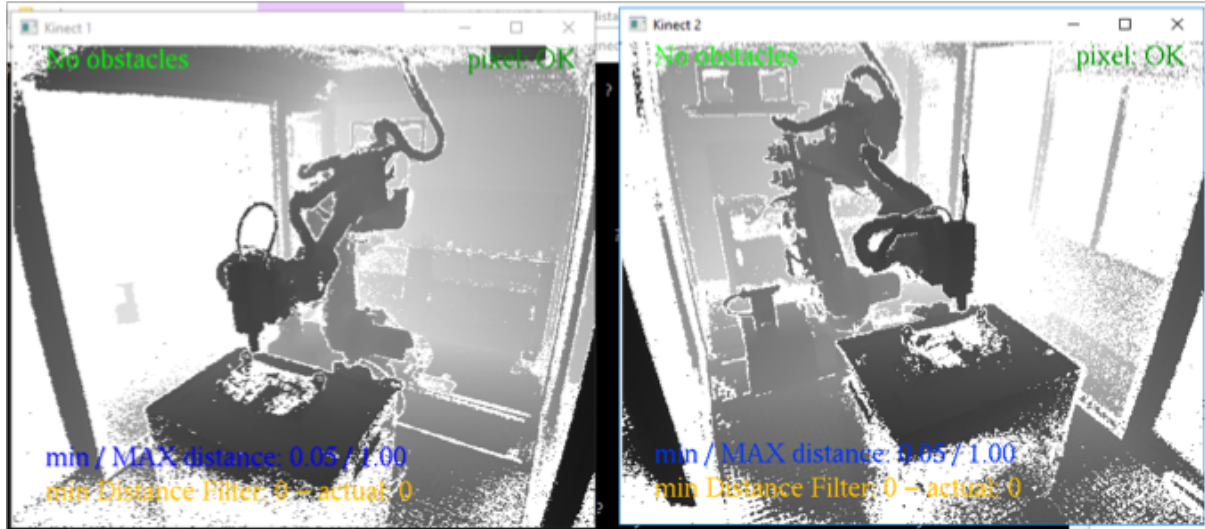 Kinect 1
No obstacles
pixel: OK
min / MAX distance: 0.05 / 1.00
min Distance Filter: 0 – actual: 0
Kinect 2
No obstacles
pixel: OK
min / MAX distance: 0.05 / 1.00
min Distance Filter: 0 – actual: 0